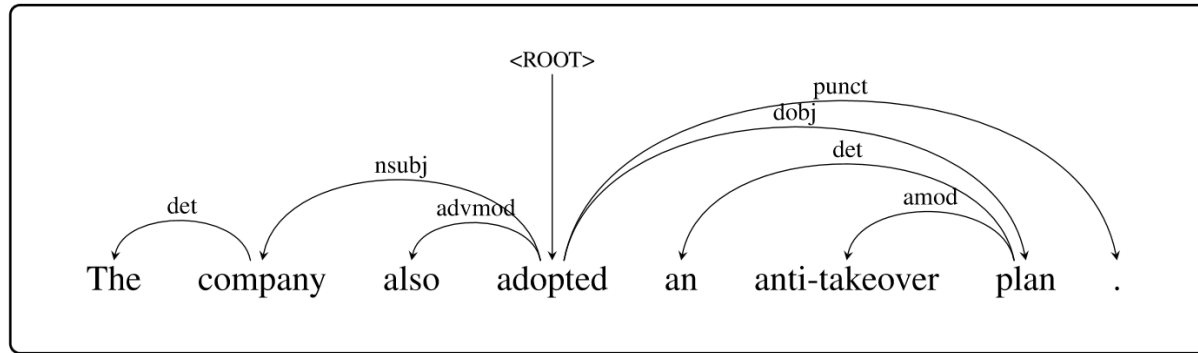 <ROOT>
punct
dobj
det
nsubj
amod
det
advmod
The company also adopted an anti-takeover plan .